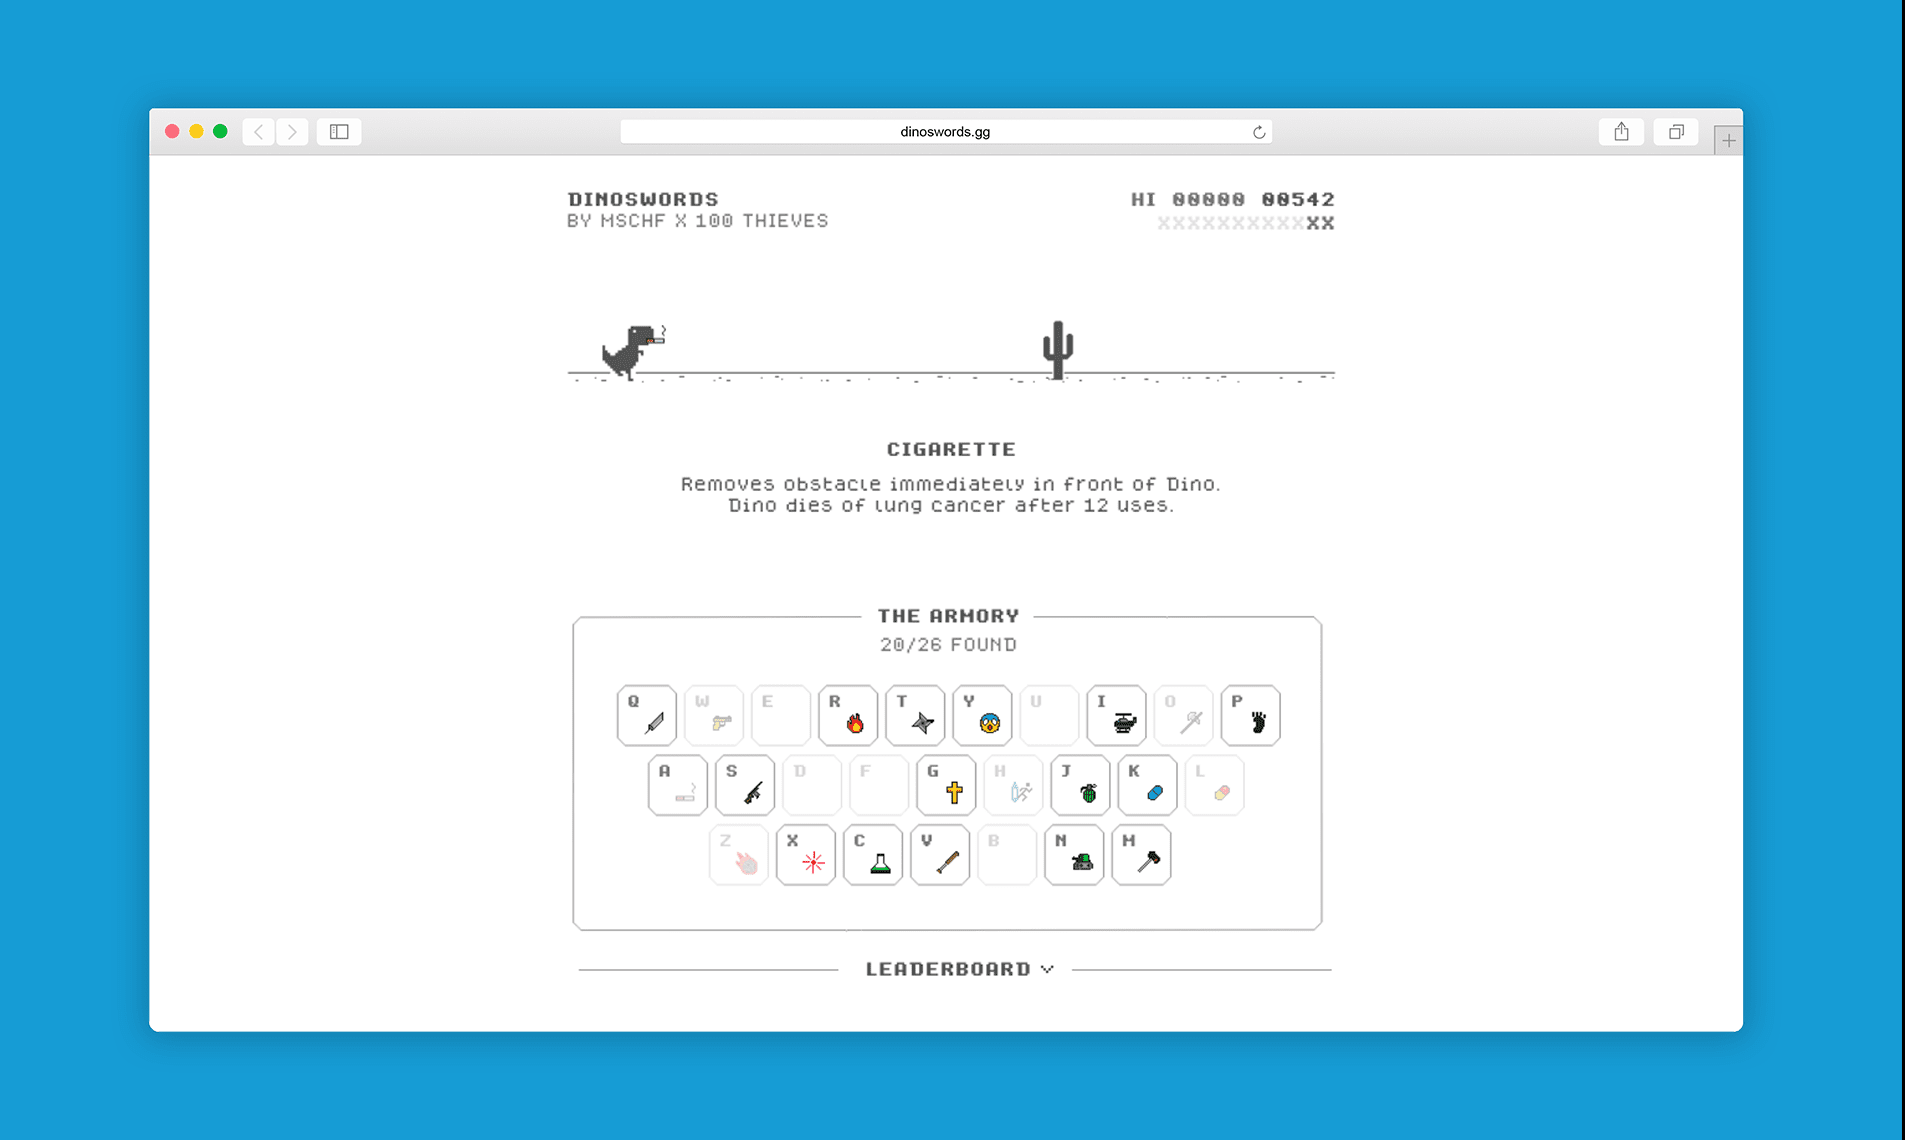 dinoswords.gg
DINOSWORDS
HI 00000 00542
BY MSCHF X 100 THIEVES
XXXXXXXXXXXX
CIGARETTE
Removes obstacle immediately in front of Dino.
Dino dies of lung cancer after 12 uses.
THE ARMORY
20/26 FOUND
Q W E R T Y U I O P
A S D F G H J K L
Z X C V B N M
LEADERBOARD